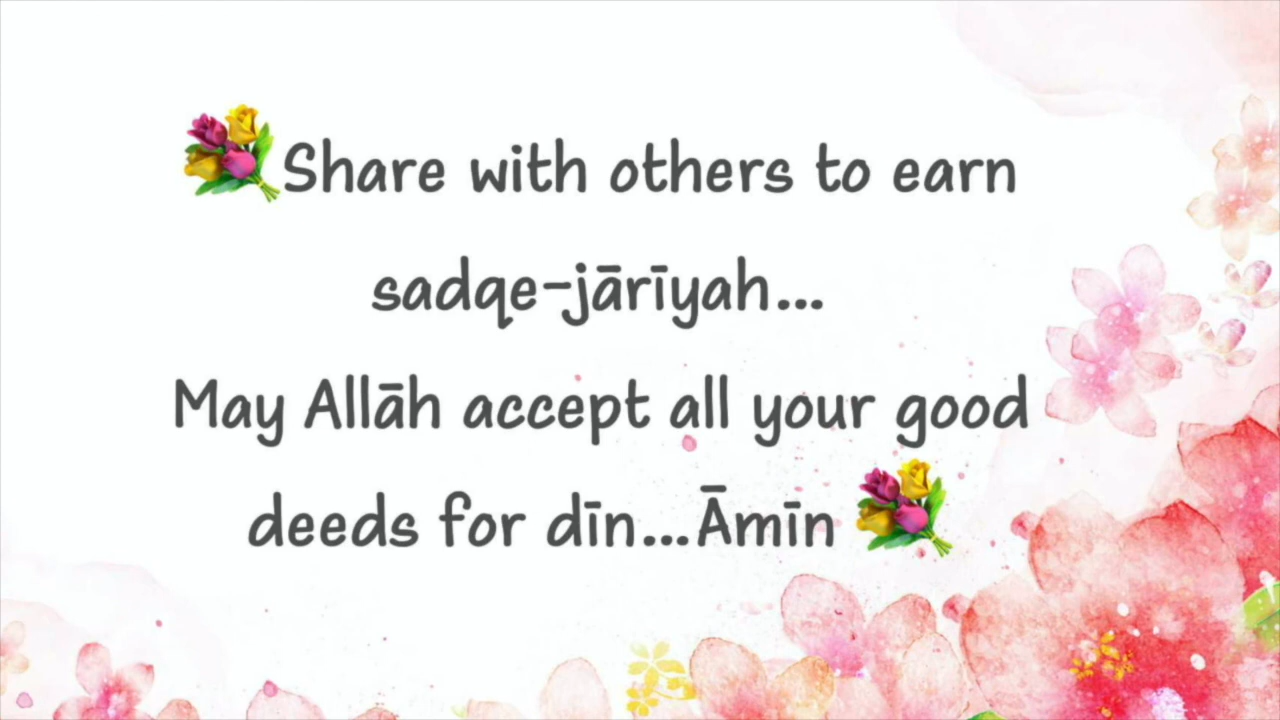 💐Share with others to earn
sadqe-jārīyah...
May Allāh accept all your good
deeds for dīn...Āmīn 💐